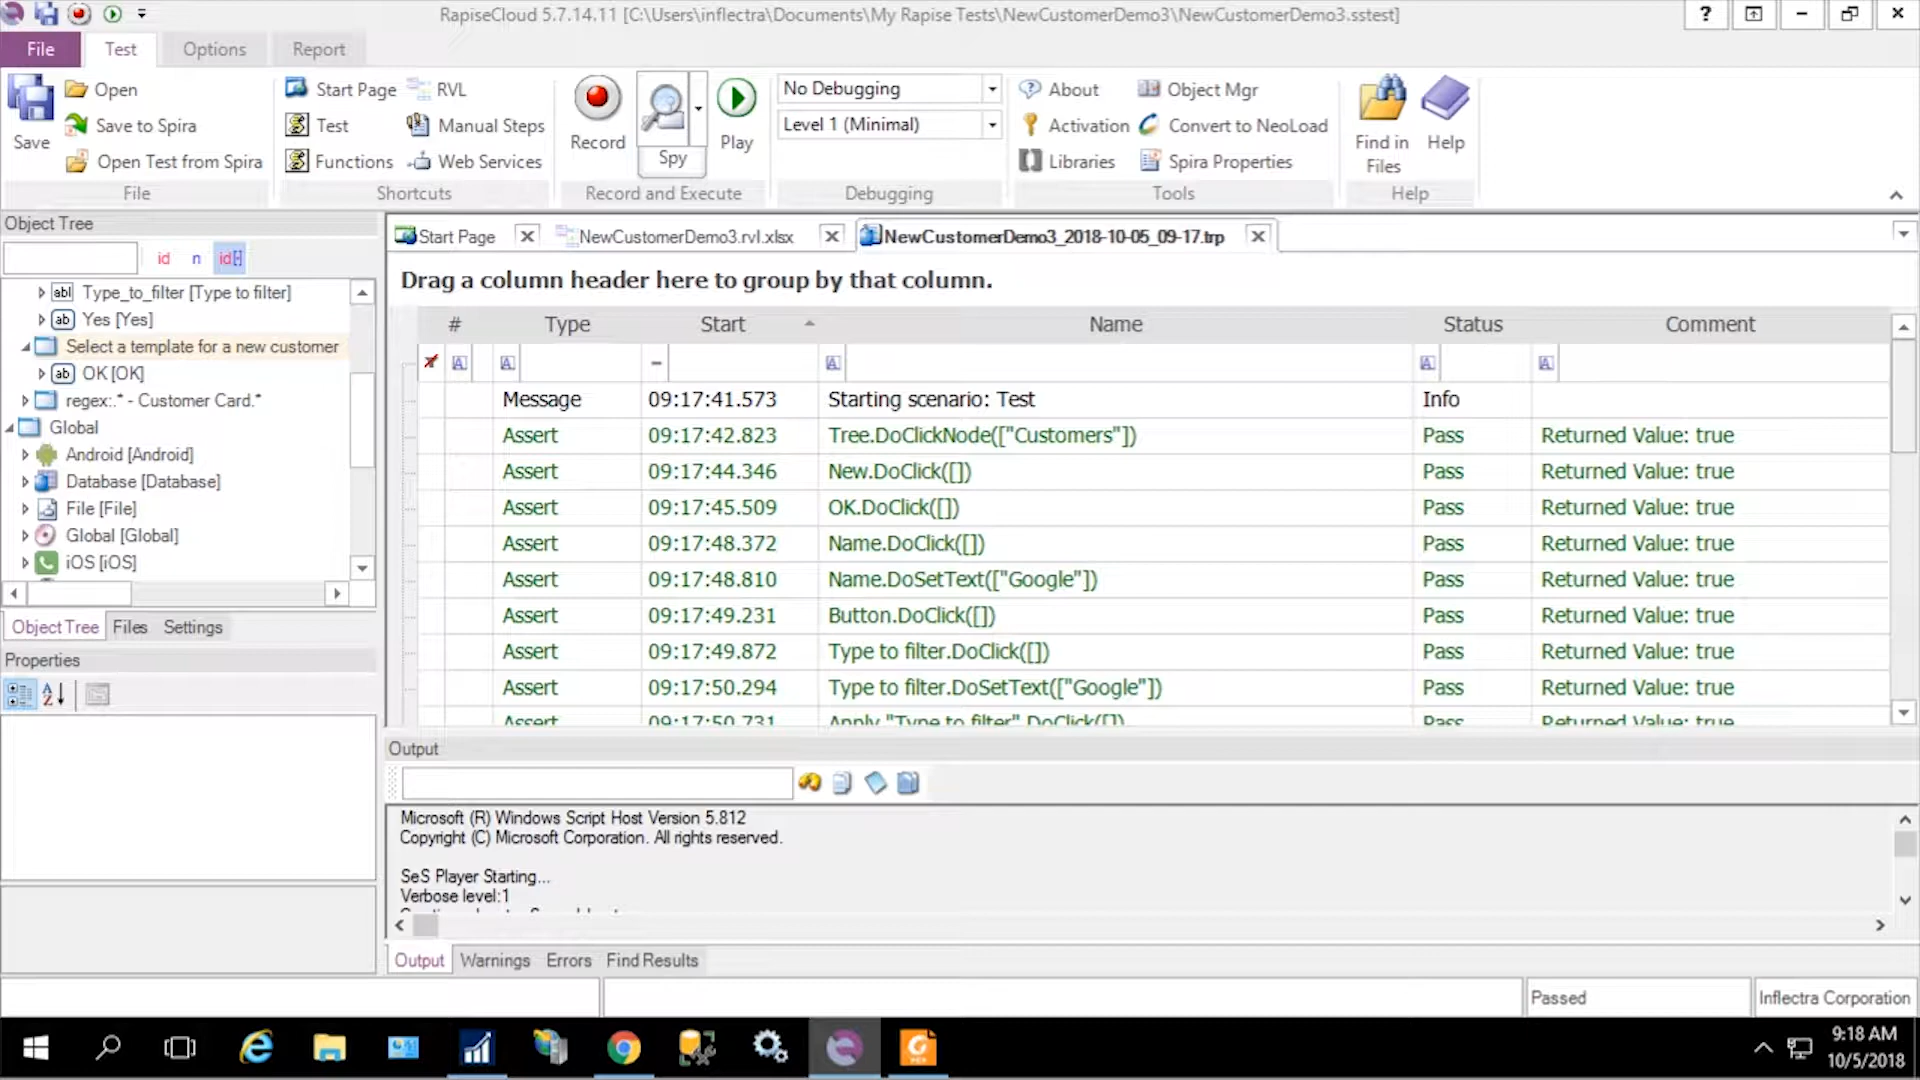 RapiseCloud 5.7.14.11 [C:\Users\inflectra\Documents\My Rapise Tests\NewCustomerDemo3\NewCustomerDemo3.sstest]
File Test Options Report
Save
Open
Save to Spira
Open Test from Spira
File
Start Page RVL
Test Manual Steps
Functions Web Services
Shortcuts
Record Spy Play
Record and Execute
No Debugging
Level 1 (Minimal)
Debugging
About Object Mgr
Activation Convert to NeoLoad
Libraries Spira Properties
Tools
Find in Files Help
Help
Object Tree
id n id[·]
Type_to_filter [Type to filter]
Yes [Yes]
Select a template for a new customer
OK [OK]
regex:.* - Customer Card.*
Global
Android [Android]
Database [Database]
File [File]
Global [Global]
iOS [iOS]
Object Tree Files Settings
Properties
Start Page NewCustomerDemo3.rvl.xlsx NewCustomerDemo3_2018-10-05_09-17.trp
Drag a column header here to group by that column.
# Type Start Name Status Comment
Message 09:17:41.573 Starting scenario: Test Info
Assert 09:17:42.823 Tree.DoClickNode(["Customers"]) Pass Returned Value: true
Assert 09:17:44.346 New.DoClick([]) Pass Returned Value: true
Assert 09:17:45.509 OK.DoClick([]) Pass Returned Value: true
Assert 09:17:48.372 Name.DoClick([]) Pass Returned Value: true
Assert 09:17:48.810 Name.DoSetText(["Google"]) Pass Returned Value: true
Assert 09:17:49.231 Button.DoClick([]) Pass Returned Value: true
Assert 09:17:49.872 Type to filter.DoClick([]) Pass Returned Value: true
Assert 09:17:50.294 Type to filter.DoSetText(["Google"]) Pass Returned Value: true
Assert 09:17:50.731 Apply "Type to filter".DoClick([]) Pass Returned Value: true
Output
Microsoft (R) Windows Script Host Version 5.812
Copyright (C) Microsoft Corporation. All rights reserved.
SeS Player Starting...
Verbose level:1
Output Warnings Errors Find Results
Passed Inflectra Corporation
9:18 AM
10/5/2018